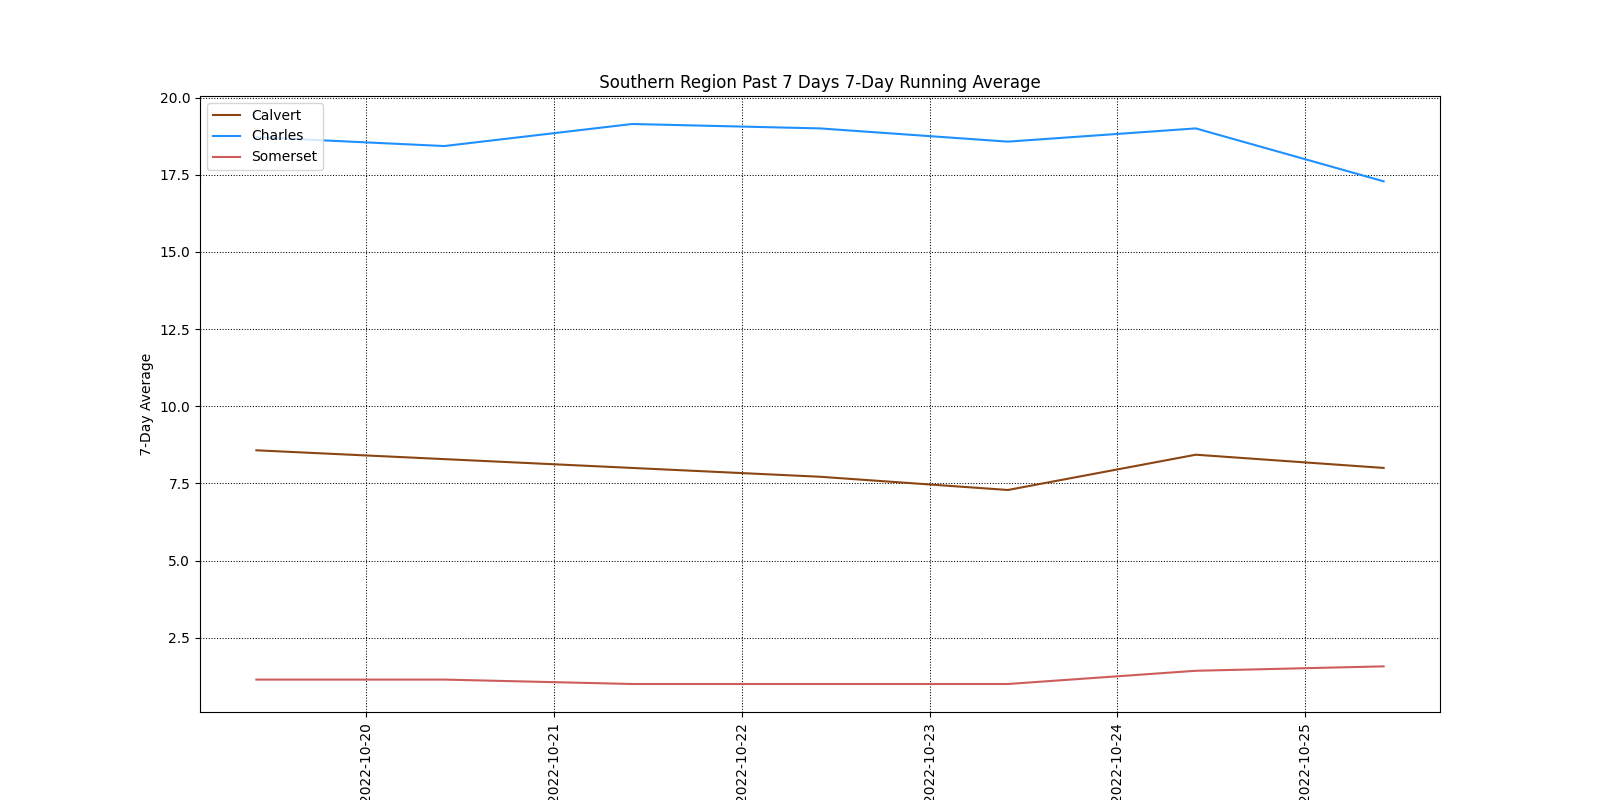 Southern Region Past 7 Days 7-Day Running Average
20.0
17.5
15.0
12.5
10.0
7.5
5.0
2.5
7-Day Average
Calvert
Charles
Somerset
2022-10-20
2022-10-21
2022-10-22
2022-10-23
2022-10-24
2022-10-25